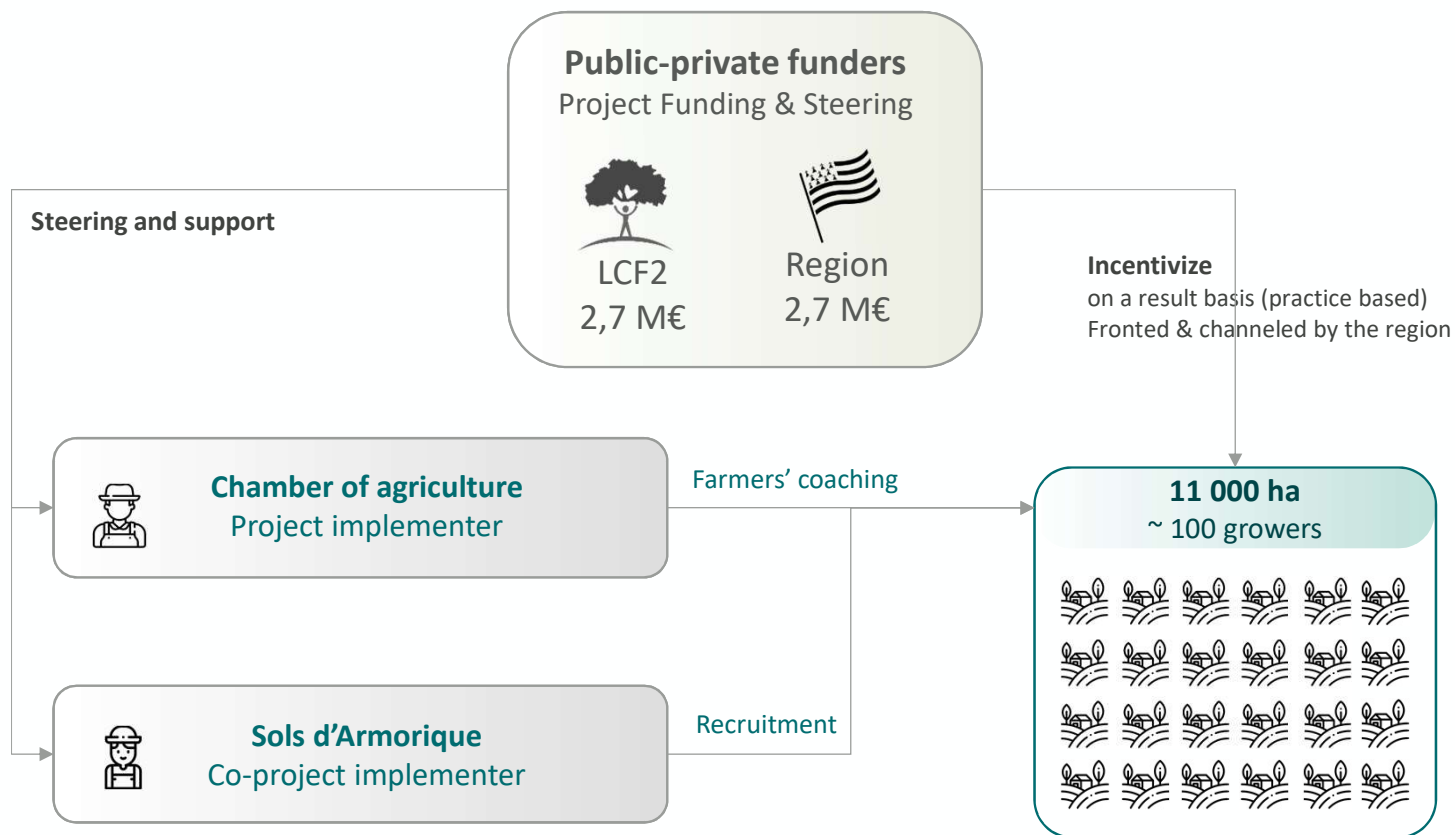 Public-private funders
Project Funding & Steering
LCF2
2,7 M€
Region
2,7 M€
Steering and support
Incentivize
on a result basis (practice based)
Fronted & channeled by the region
Chamber of agriculture
Project implementer
Farmers’ coaching
11 000 ha
~ 100 growers
Sols d’Armorique
Co-project implementer
Recruitment